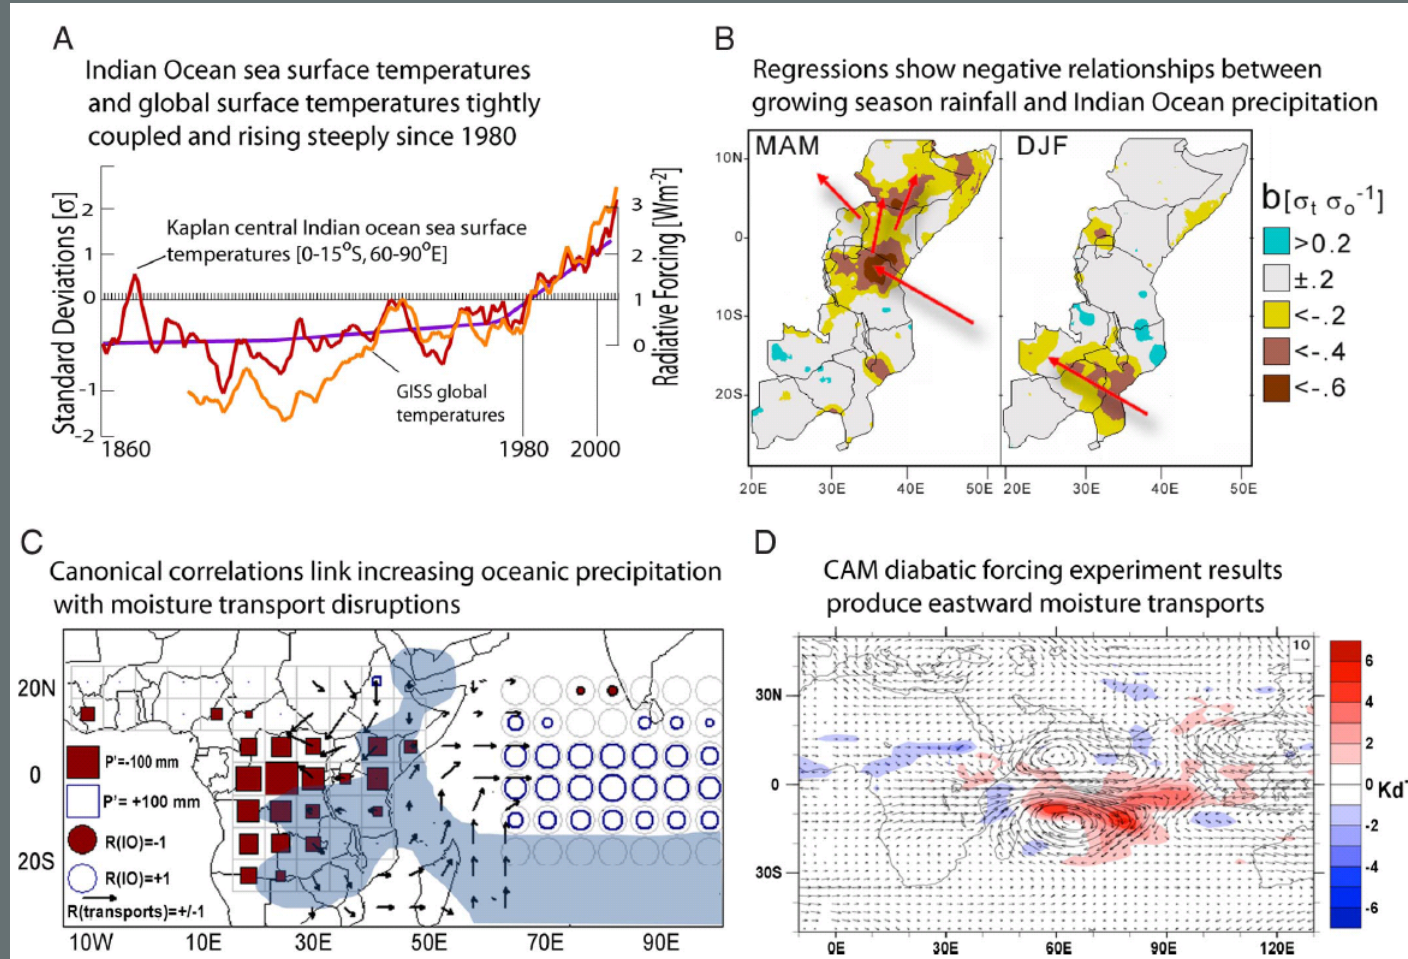 A
Indian Ocean sea surface temperatures
and global surface temperatures tightly
coupled and rising steeply since 1980
Standard Deviations [σ]
2
1
0
-1
-2
Kaplan central Indian ocean sea surface
temperatures [0-15°S, 60-90°E]
GISS global
temperatures
3
2
1
0
Radiative Forcing [Wm⁻²]
1860
1980
2000
B
Regressions show negative relationships between
growing season rainfall and Indian Ocean precipitation
MAM
DJF
10N
0
10S
20S
20E
30E
40E
50E
20E
30E
40E
50E
b[σt σo⁻¹]
>0.2
±.2
<-.2
<-.4
<-.6
C
Canonical correlations link increasing oceanic precipitation
with moisture transport disruptions
20N
0
20S
P'=-100 mm
P'= +100 mm
R(IO)=-1
R(IO)=+1
R(transports)=+/-1
10W
10E
30E
50E
70E
90E
D
CAM diabatic forcing experiment results
produce eastward moisture transports
10
30N
0
30S
0E
30E
60E
90E
120E
6
4
2
0
-2
-4
-6
Kd